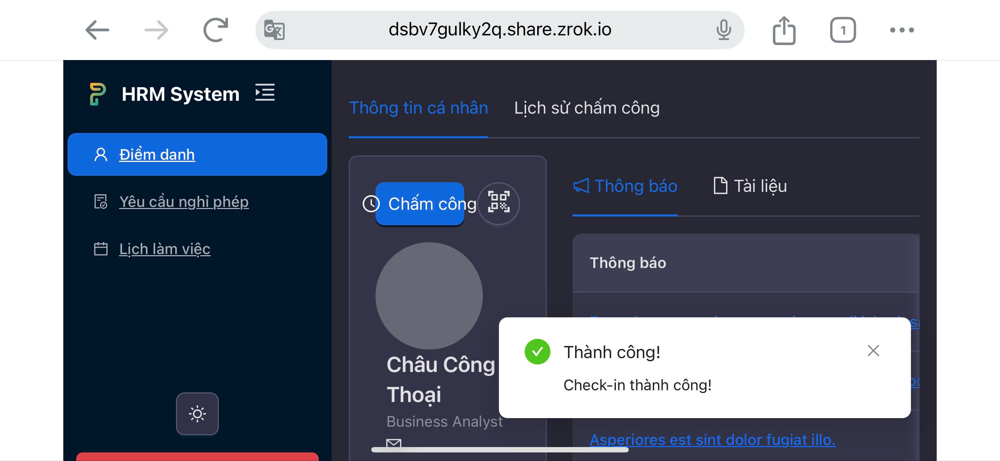 dsbv7gulky2q.share.zrok.io
1
HRM System
Điểm danh
Yêu cầu nghỉ phép
Lịch làm việc
Thông tin cá nhân
Lịch sử chấm công
Chấm công
Châu Công
Thoại
Business Analyst
Thông báo
Tài liệu
Thông báo
Thành công!
Check-in thành công!
Asperiores est sint dolor fugiat illo.